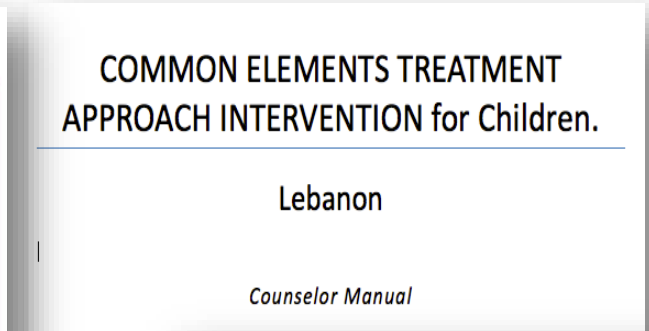 COMMON ELEMENTS TREATMENT
APPROACH INTERVENTION for Children.
Lebanon
Counselor Manual